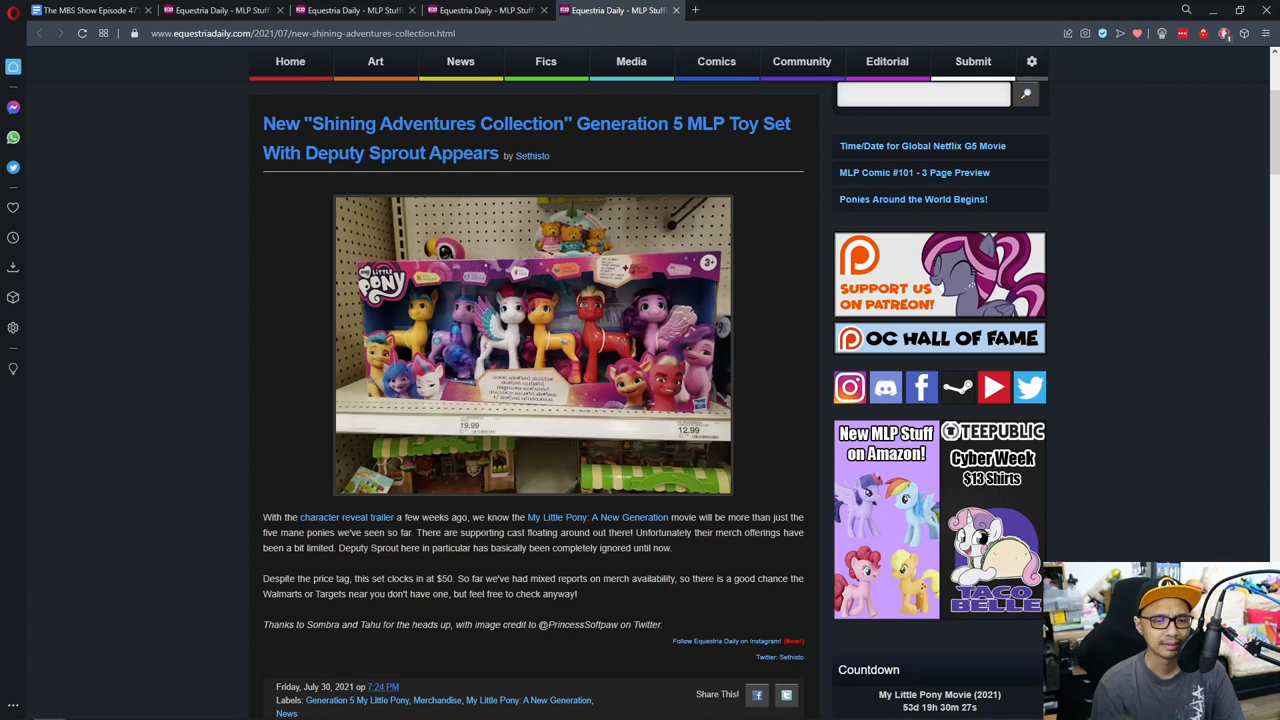 The MBS Show Episode 47
Equestria Daily - MLP Stuff
Equestria Daily - MLP Stuff
Equestria Daily - MLP Stuff
Equestria Daily - MLP Stuff
www.equestriadaily.com/2021/07/new-shining-adventures-collection.html
Home
Art
News
Fics
Media
Comics
Community
Editorial
Submit
New "Shining Adventures Collection" Generation 5 MLP Toy Set
With Deputy Sprout Appears by Sethisto
my LITTLE
PONY
3+
19.99
12.99
With the character reveal trailer a few weeks ago, we know the My Little Pony: A New Generation movie will be more than just the
five mane ponies we've seen so far. There are supporting cast floating around out there! Unfortunately their merch offerings have
been a bit limited. Deputy Sprout here in particular has basically been completely ignored until now.
Despite the price tag, this set clocks in at $50. So far we've had mixed reports on merch availability, so there is a good chance the
Walmarts or Targets near you don't have one, but feel free to check anyway!
Thanks to Sombra and Tahu for the heads up, with image credit to @PrincessSoftpaw on Twitter.
Follow Equestria Daily on Instagram! (New!)
Twitter: Sethisto
Friday, July 30, 2021 op 7:24 PM
Labels: Generation 5 My Little Pony, Merchandise, My Little Pony: A New Generation,
News
Share This!
Time/Date for Global Netflix G5 Movie
MLP Comic #101 - 3 Page Preview
Ponies Around the World Begins!
SUPPORT US
ON PATREON!
OC HALL OF FAME
New MLP Stuff
on Amazon!
TEEPUBLIC
Cyber Week
$13 Shirts
TACO
BELLE
Countdown
My Little Pony Movie (2021)
53d 19h 30m 27s